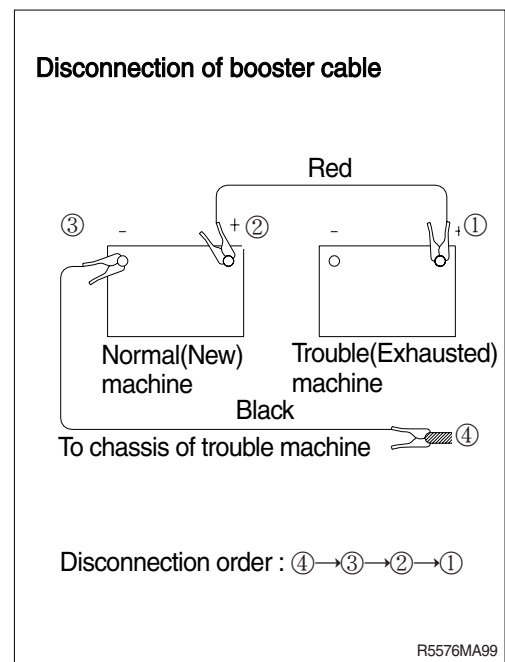 Disconnection of booster cable
Red
③ - + ② - + ①
Normal(New)
machine
Trouble(Exhausted)
machine
Black
To chassis of trouble machine ④
Disconnection order : ④→③→②→①
R5576MA99